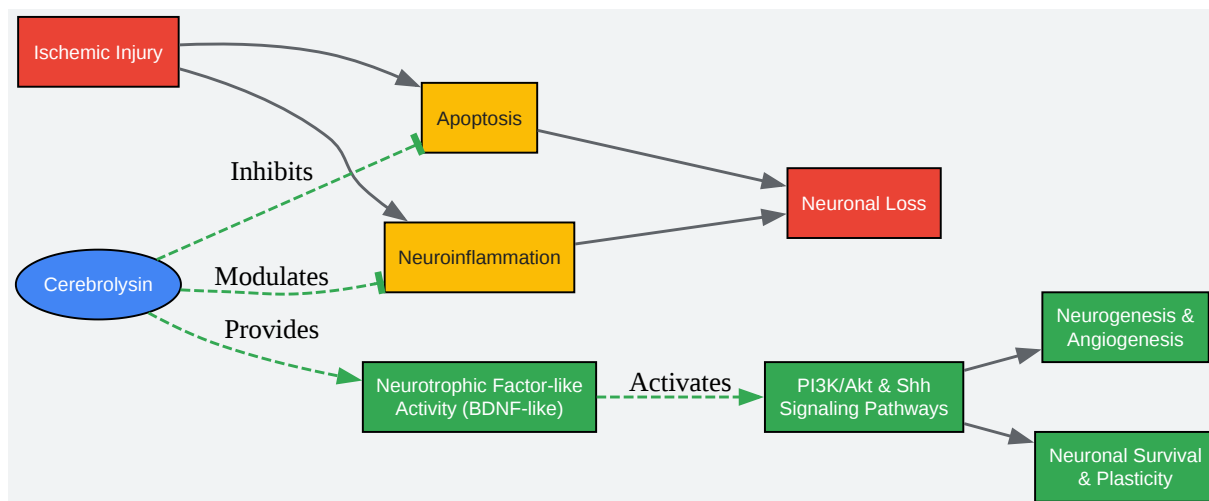 Ischemic Injury
Apoptosis
Inhibits
Neuronal Loss
Neuroinflammation
Cerebrolysin
Modulates
Provides
Neurogenesis &
Angiogenesis
Neurotrophic Factor-like
Activity (BDNF-like)
Activates
PI3K/Akt & Shh
Signaling Pathways
Neuronal Survival
& Plasticity